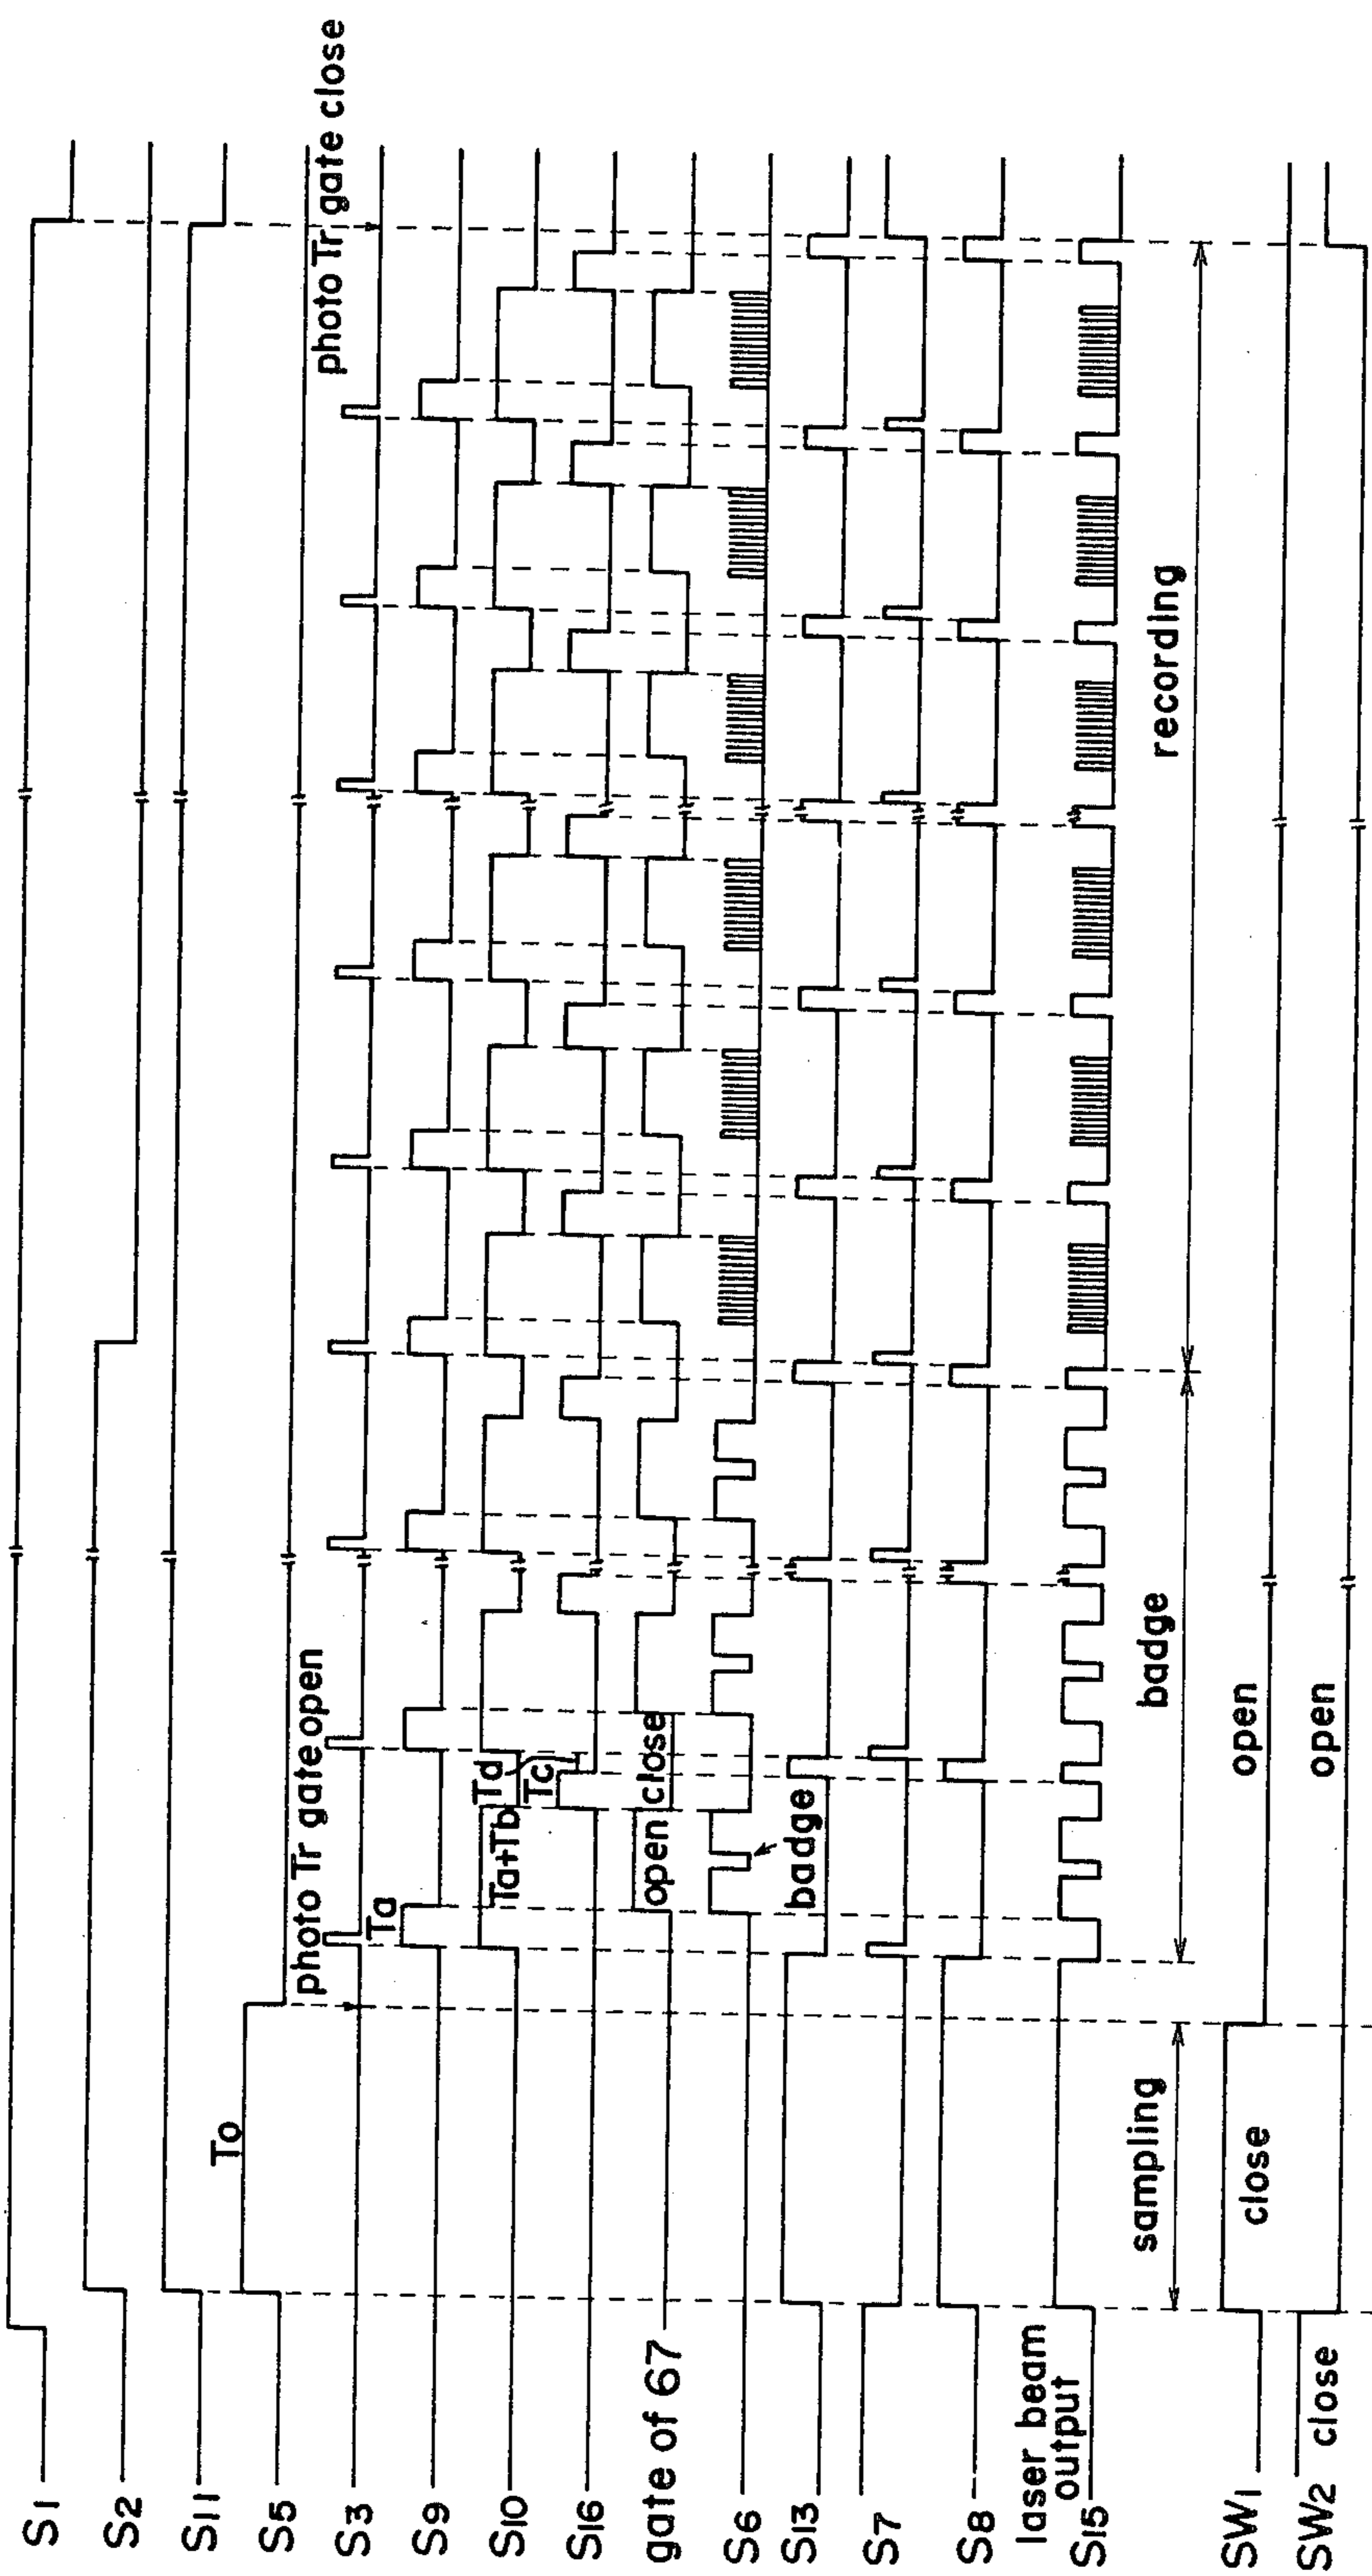 S1
S2
S11
S5
To
photo Tr gate open
photo Tr gate close
S3
S9
Ta
S10
Ta+Tb
Td
S16
Tc
gate of 67
open
close
S6
badge
S13
S7
S8
laser beam
output
S15
sampling
badge
recording
SW1
close
open
SW2
close
open